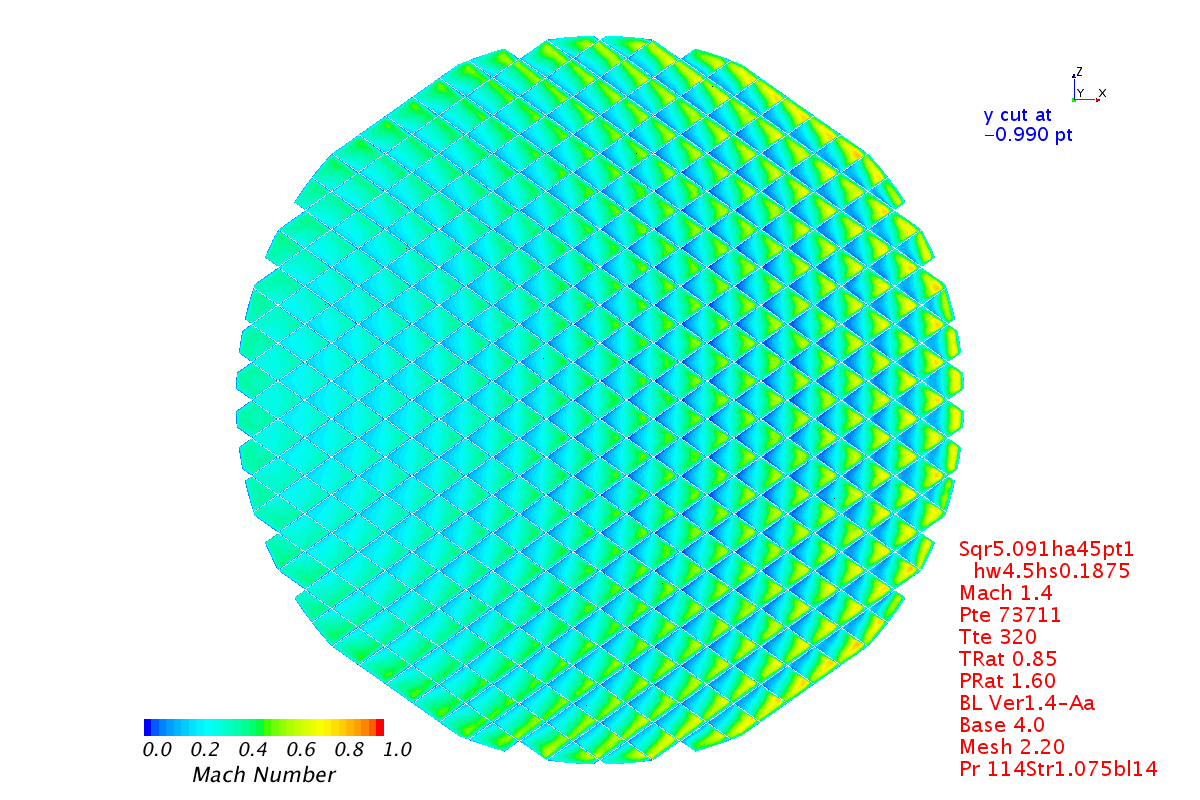 Z
Y X
y cut at
−0.990 pt
Sqr5.091ha45pt1
hw4.5hs0.1875
Mach 1.4
Pte 73711
Tte 320
TRat 0.85
PRat 1.60
BL Ver1.4−Aa
Base 4.0
Mesh 2.20
Pr 114Str1.075bl14
0.0 0.2 0.4 0.6 0.8 1.0
Mach Number